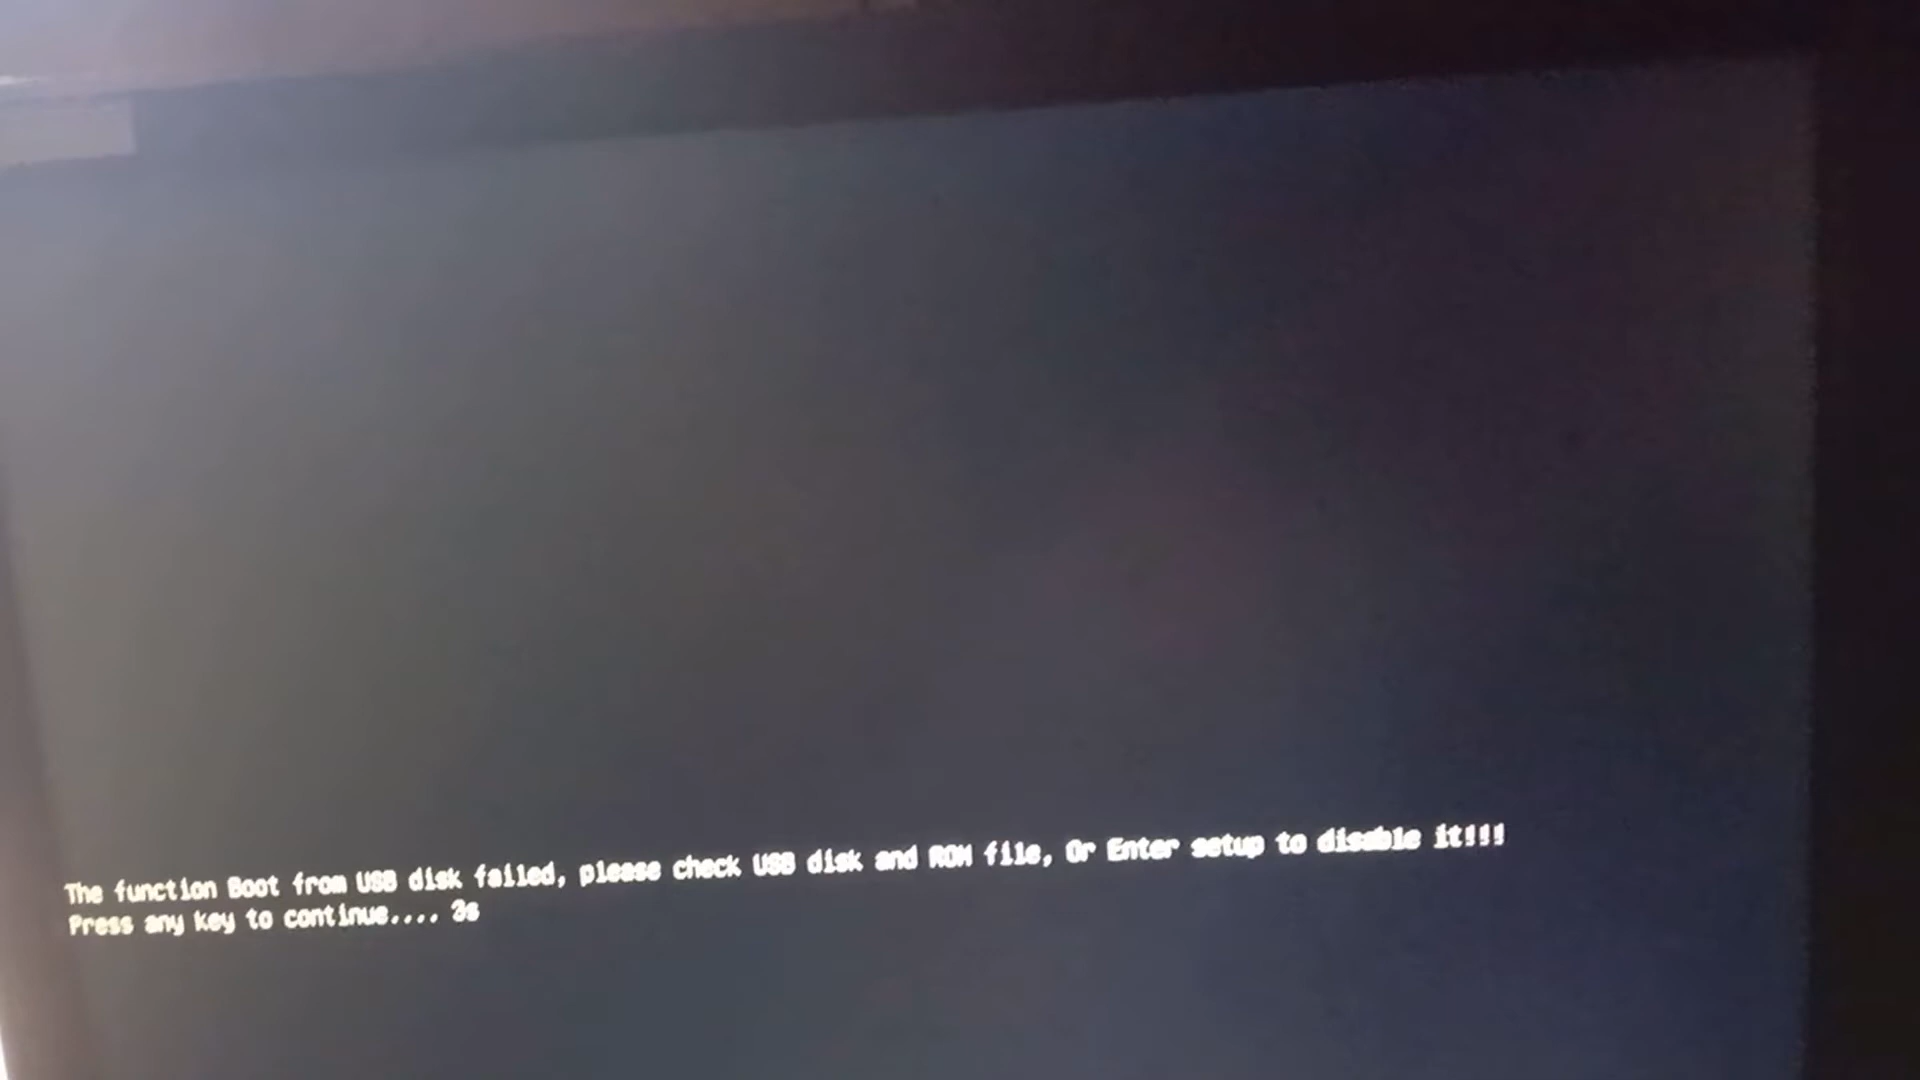 The function Boot from USB disk failed, please check USB disk and ROM file, Or Enter setup to disable it!!!
Press any key to continue.... 3s